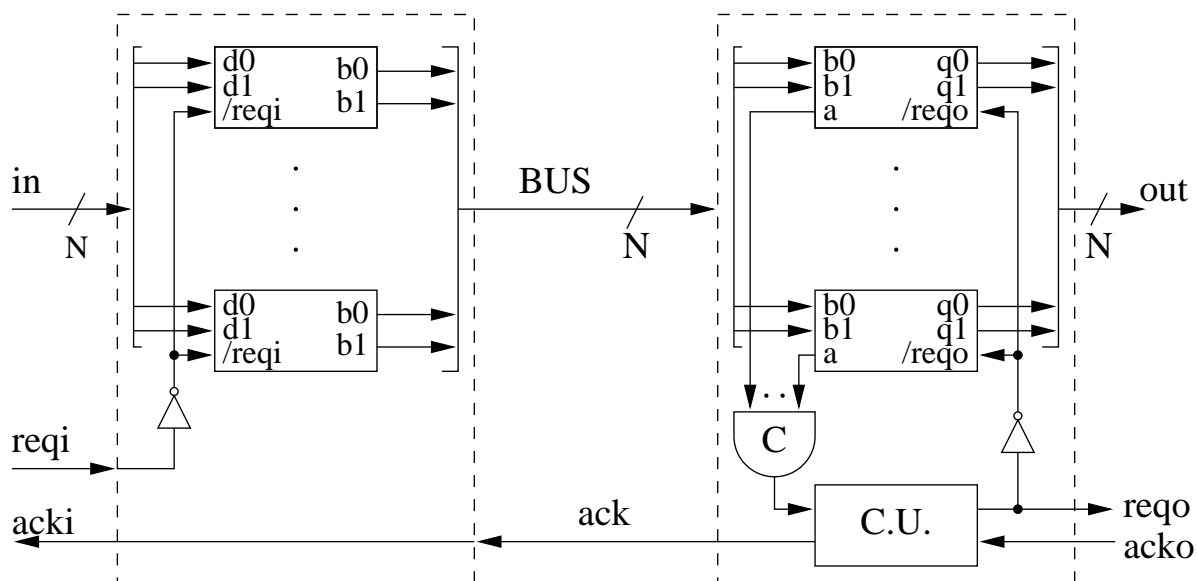 d0
d1
/reqi
b0
b1
b0
b1
a
q0
q1
/reqo
in
N
BUS
N
out
N
d0
d1
/reqi
b0
b1
b0
b1
a
q0
q1
/reqo
C
reqi
acki
ack
C.U.
reqo
acko